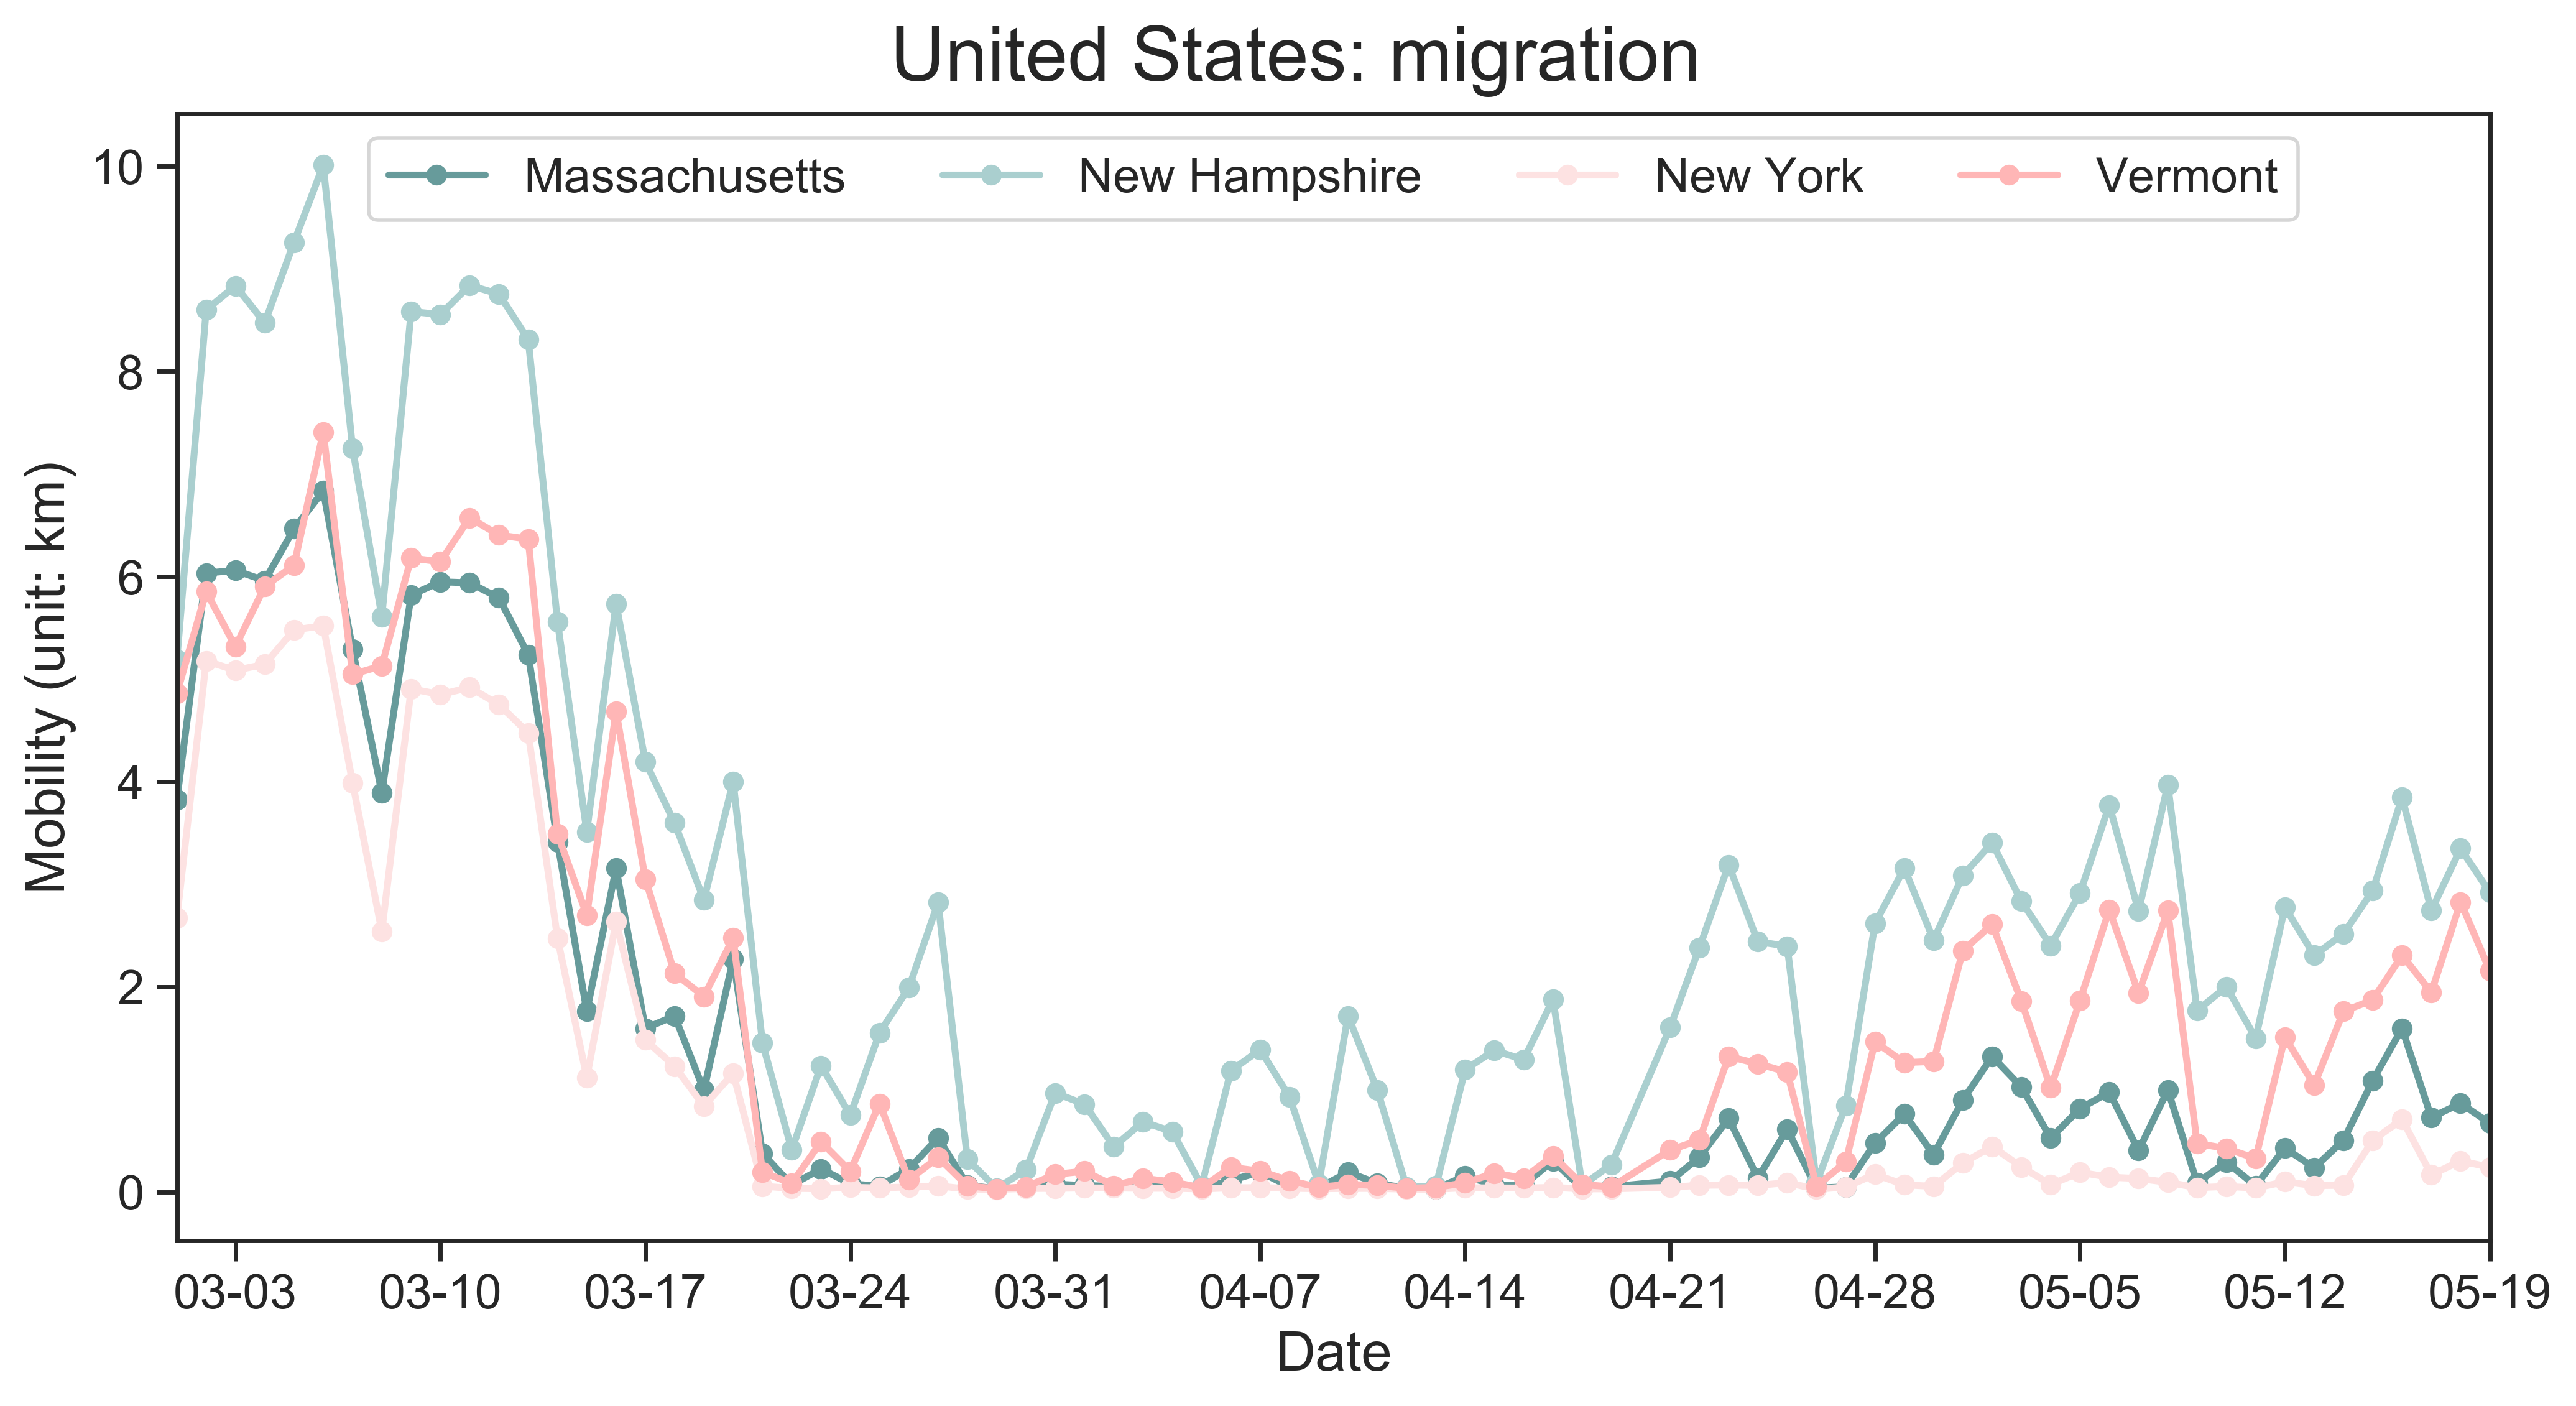 United States: migration
Massachusetts New Hampshire New York Vermont
Mobility (unit: km)
10
8
6
4
2
0
03-03 03-10 03-17 03-24 03-31 04-07 04-14 04-21 04-28 05-05 05-12 05-19
Date